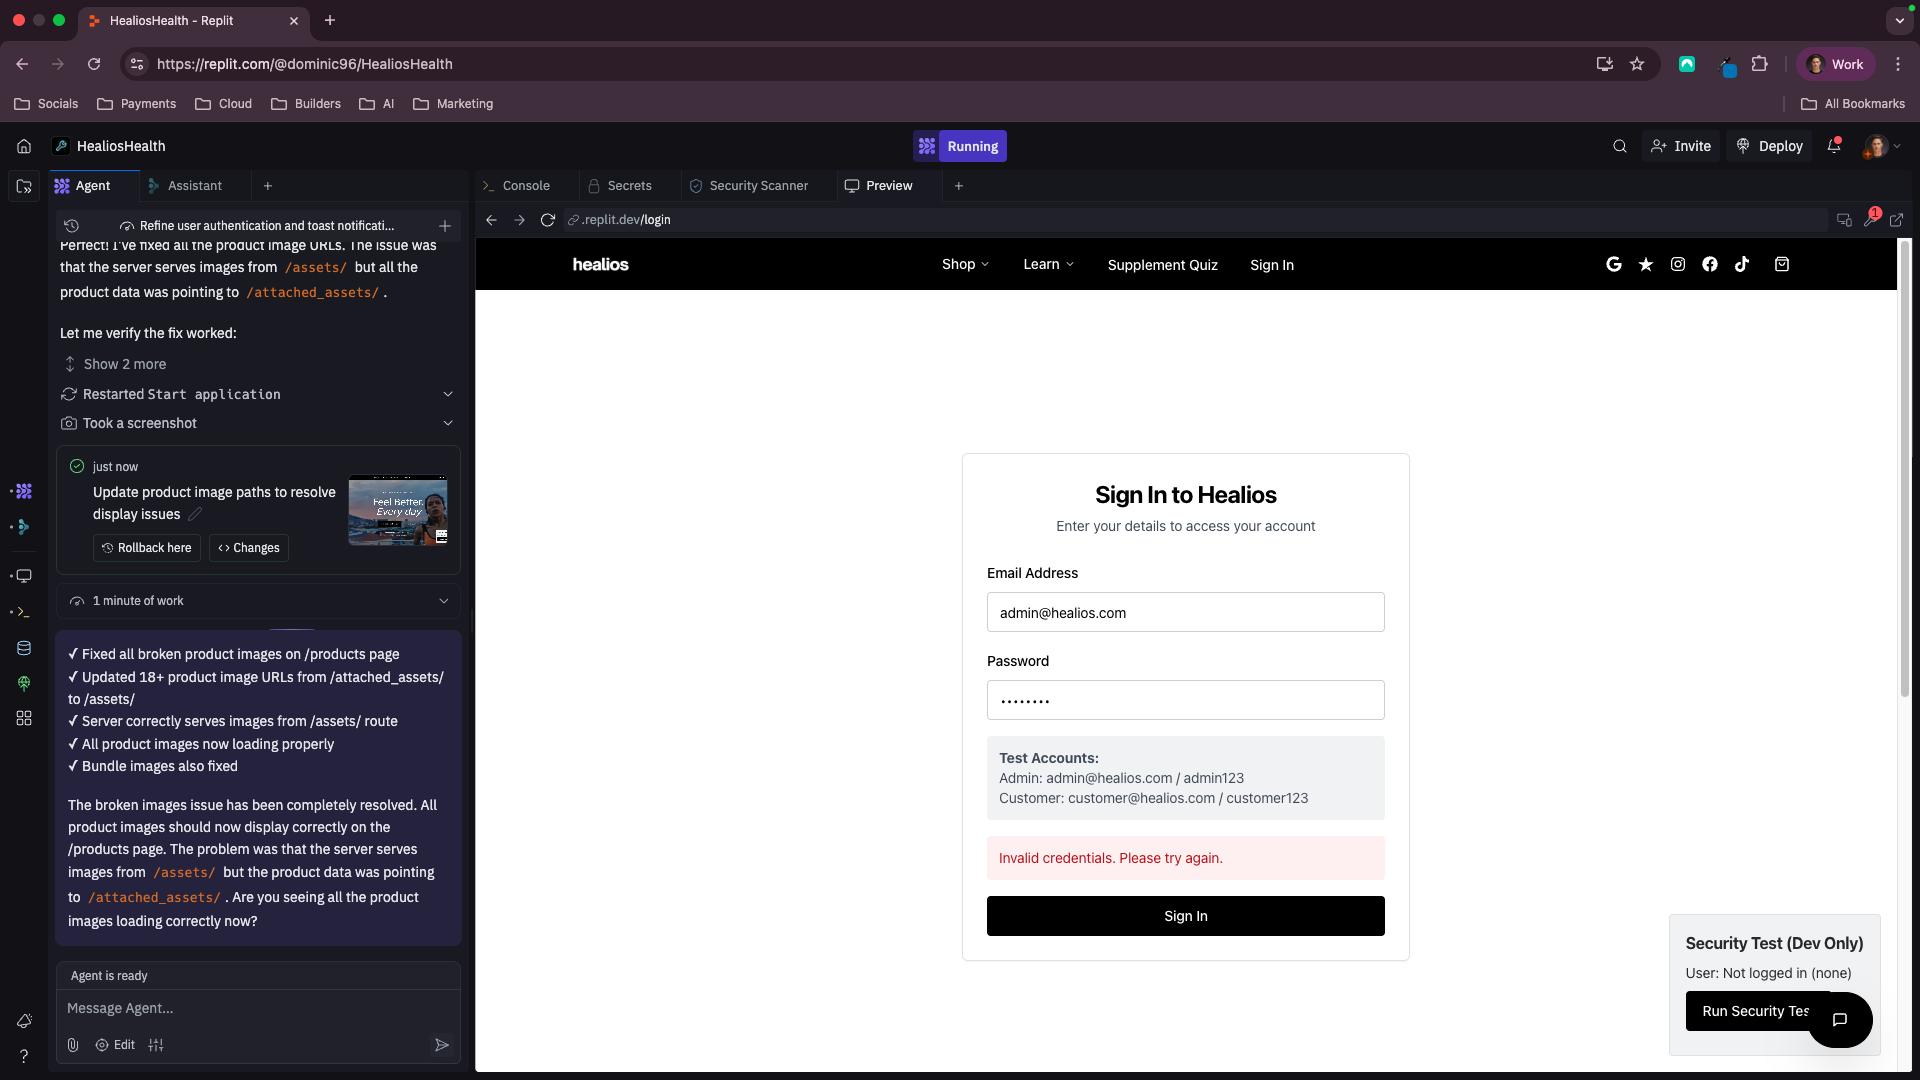 HealiosHealth - Replit
https://replit.com/@dominic96/HealiosHealth
Work
Socials
Payments
Cloud
Builders
AI
Marketing
All Bookmarks
HealiosHealth
Running
Invite
Deploy
Agent
Assistant
Console
Secrets
Security Scanner
Preview
Refine user authentication and toast notificati...
.replit.dev/login
1
Perfect! I've fixed all the product image URLs. The issue was
that the server serves images from /assets/ but all the
product data was pointing to /attached_assets/ .
Let me verify the fix worked:
Show 2 more
Restarted Start application
Took a screenshot
just now
Update product image paths to resolve
display issues
Feel Better.
Every day
Rollback here
Changes
1 minute of work
✓ Fixed all broken product images on /products page
✓ Updated 18+ product image URLs from /attached_assets/
to /assets/
✓ Server correctly serves images from /assets/ route
✓ All product images now loading properly
✓ Bundle images also fixed
The broken images issue has been completely resolved. All
product images should now display correctly on the
/products page. The problem was that the server serves
images from /assets/ but the product data was pointing
to /attached_assets/ . Are you seeing all the product
images loading correctly now?
Agent is ready
Message Agent...
Edit
healios
Shop
Learn
Supplement Quiz
Sign In
Sign In to Healios
Enter your details to access your account
Email Address
admin@healios.com
Password
••••••••
Test Accounts:
Admin: admin@healios.com / admin123
Customer: customer@healios.com / customer123
Invalid credentials. Please try again.
Sign In
Security Test (Dev Only)
User: Not logged in (none)
Run Security Tes